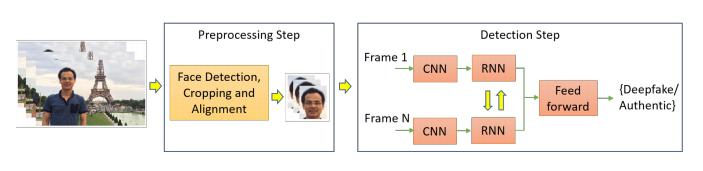 Preprocessing Step
Face Detection,
Cropping and
Alignment
Detection Step
Frame 1
CNN
RNN
Frame N
CNN
RNN
Feed
forward
{Deepfake/
Authentic}